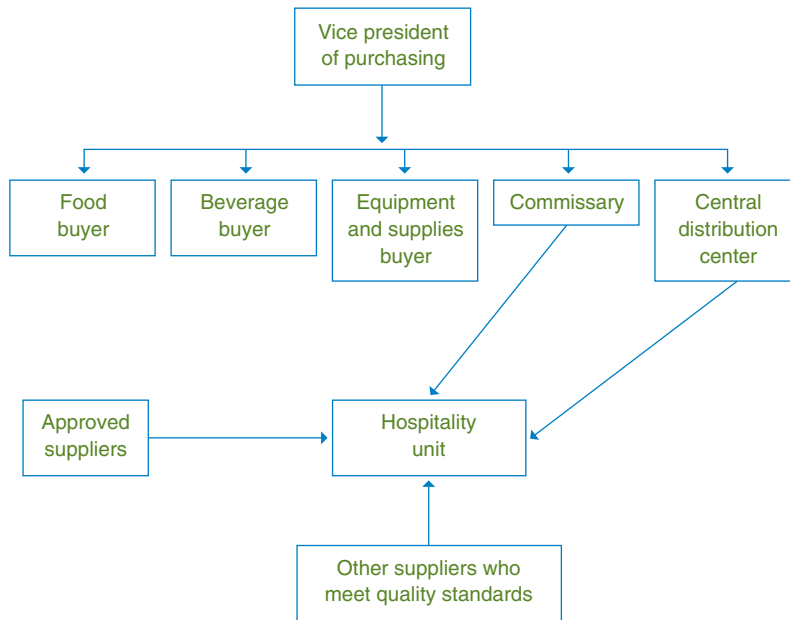 Vice president
of purchasing
Food
buyer
Beverage
buyer
Equipment
and supplies
buyer
Commissary
Central
distribution
center
Approved
suppliers
Hospitality
unit
Other suppliers who
meet quality standards